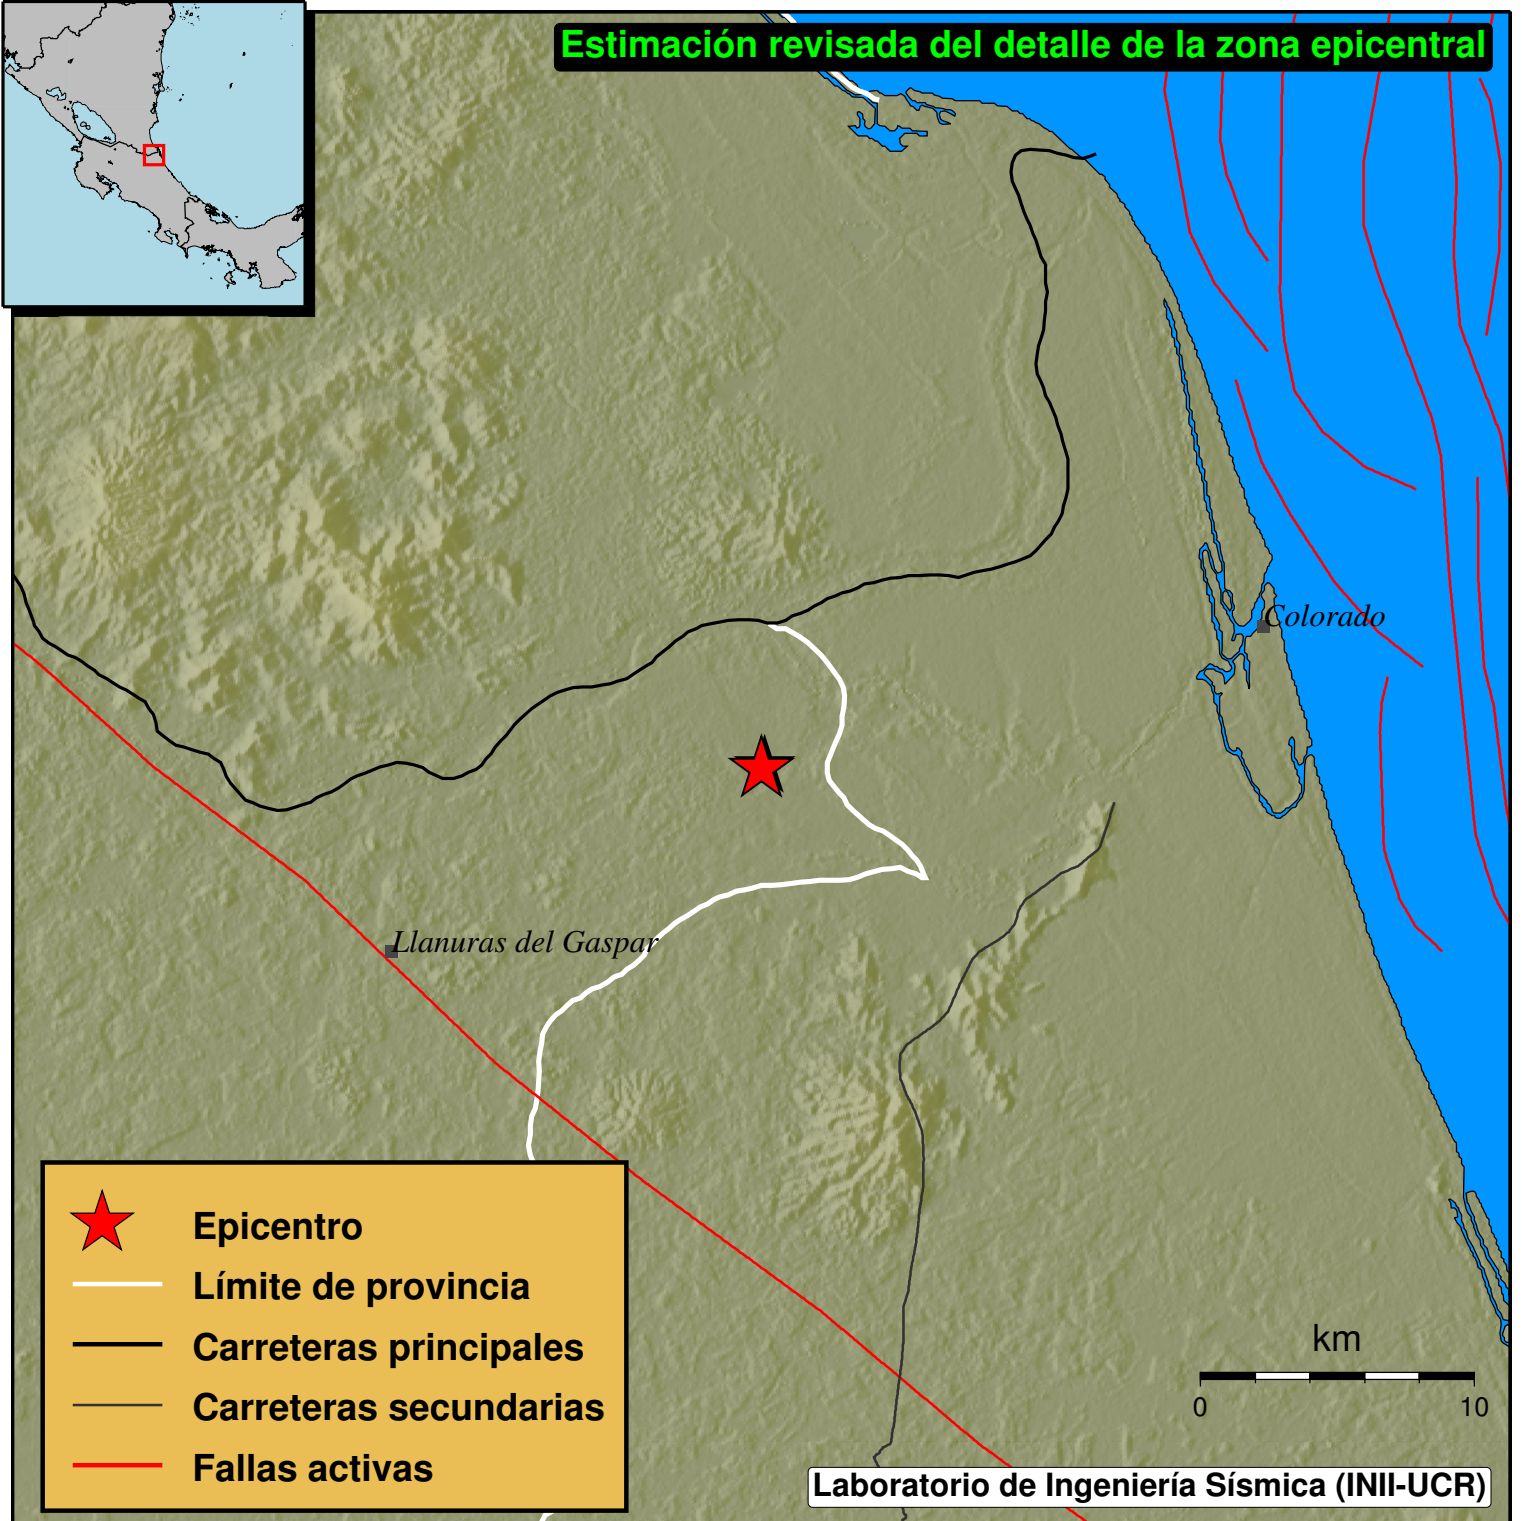 Estimación revisada del detalle de la zona epicentral
Colorado
Llanuras del Gaspar
Epicentro
Límite de provincia
Carreteras principales
Carreteras secundarias
Fallas activas
km
0 10
Laboratorio de Ingeniería Sísmica (INII-UCR)